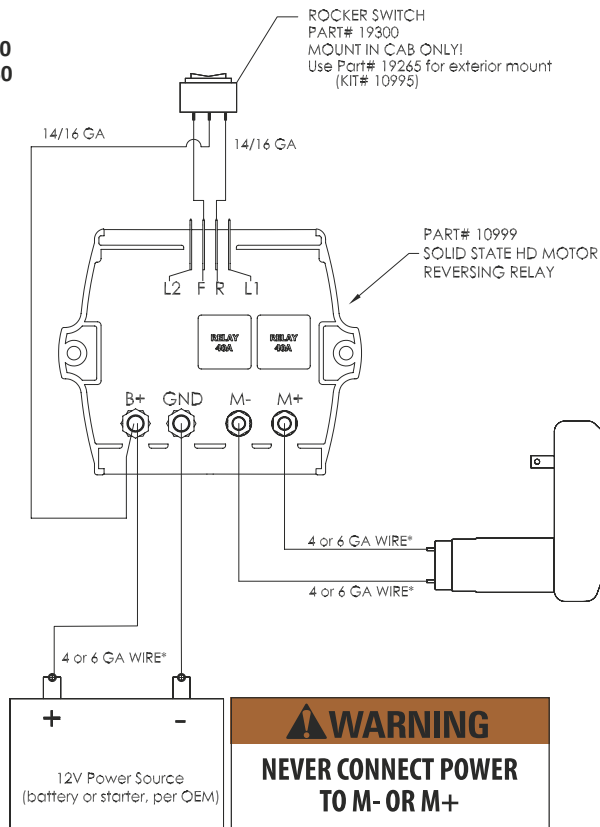 ROCKER SWITCH
PART# 19300
MOUNT IN CAB ONLY!
Use Part# 19265 for exterior mount
(KIT# 10995)
0
0
14/16 GA
14/16 GA
PART# 10999
SOLID STATE HD MOTOR
REVERSING RELAY
L2 F R L1
RELAY
40A
RELAY
40A
B+ GND M- M+
4 or 6 GA WIRE*
4 or 6 GA WIRE*
4 or 6 GA WIRE*
+ -
12V Power Source
(battery or starter, per OEM)
WARNING
NEVER CONNECT POWER
TO M- OR M+